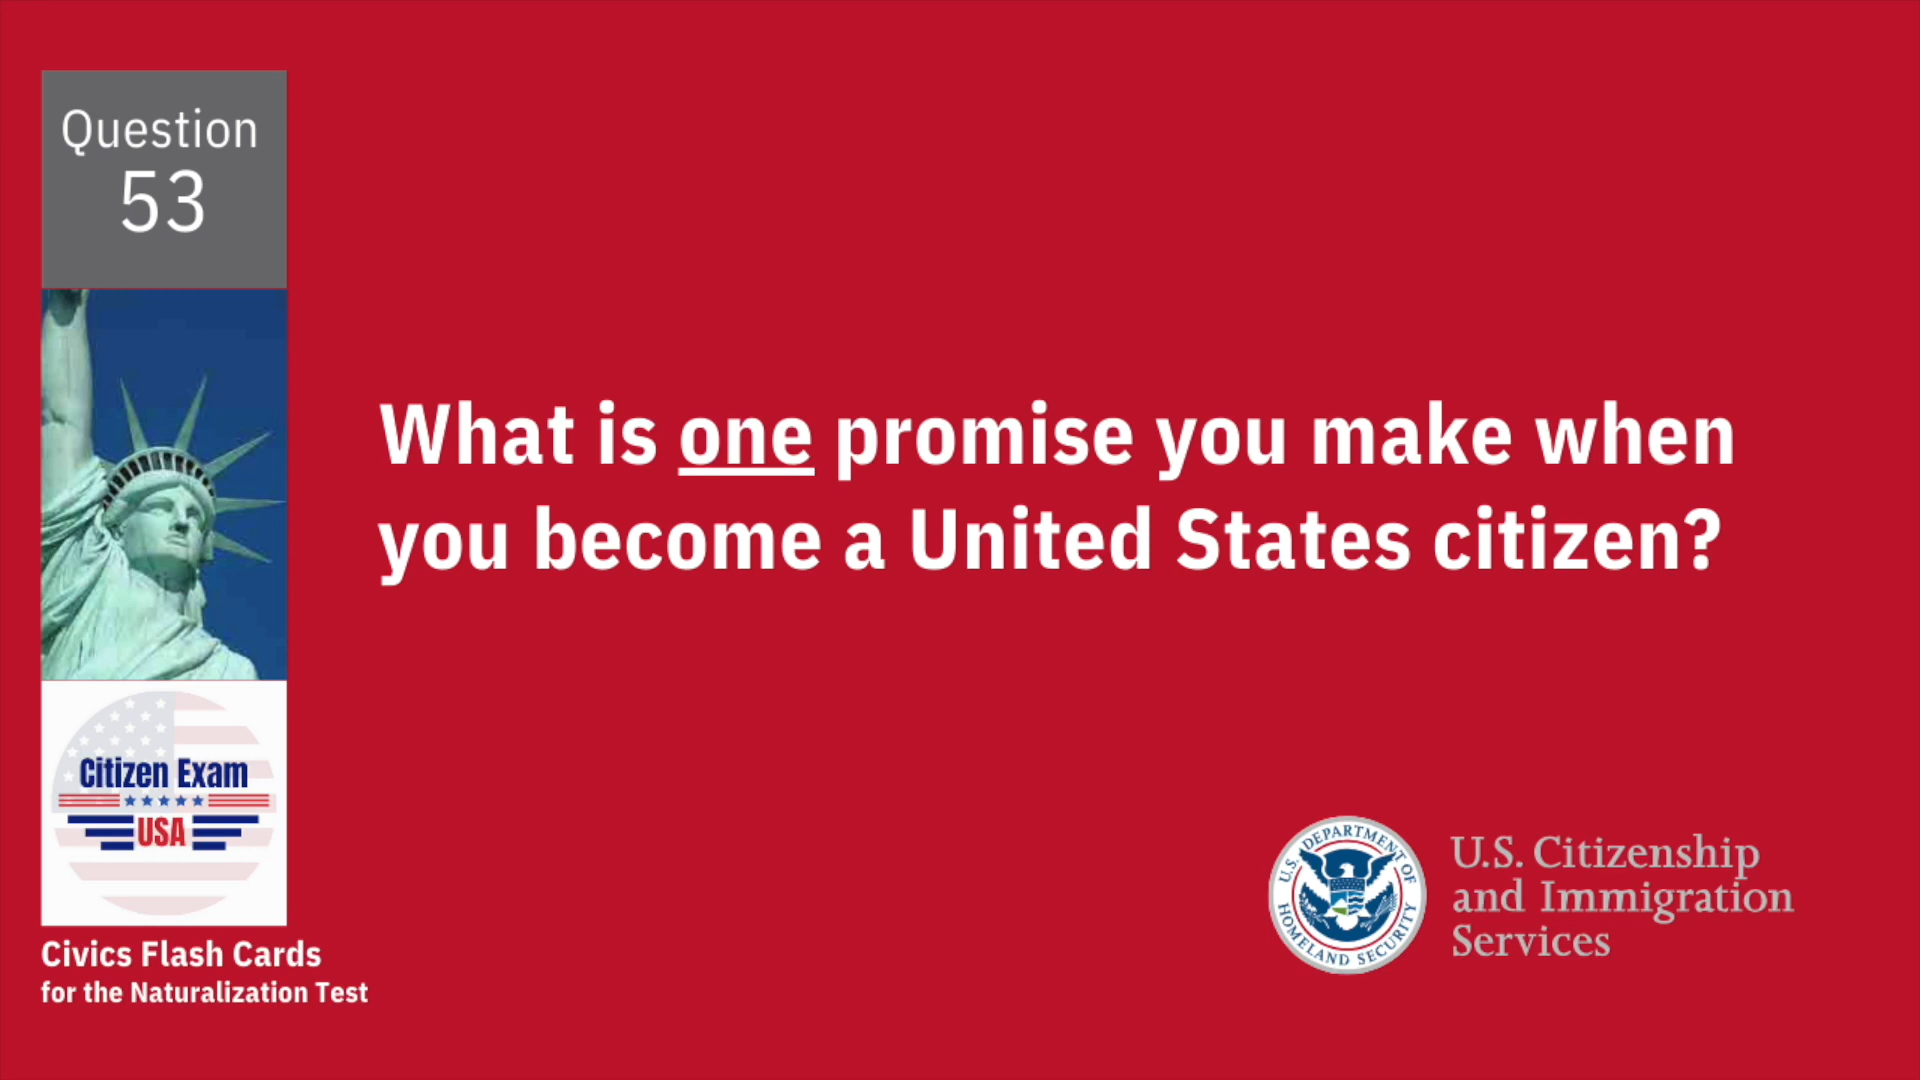 Question
53
What is one promise you make when
you become a United States citizen?
Citizen Exam
USA
Civics Flash Cards
for the Naturalization Test
U.S. DEPARTMENT OF
HOMELAND SECURITY
U.S. Citizenship
and Immigration
Services